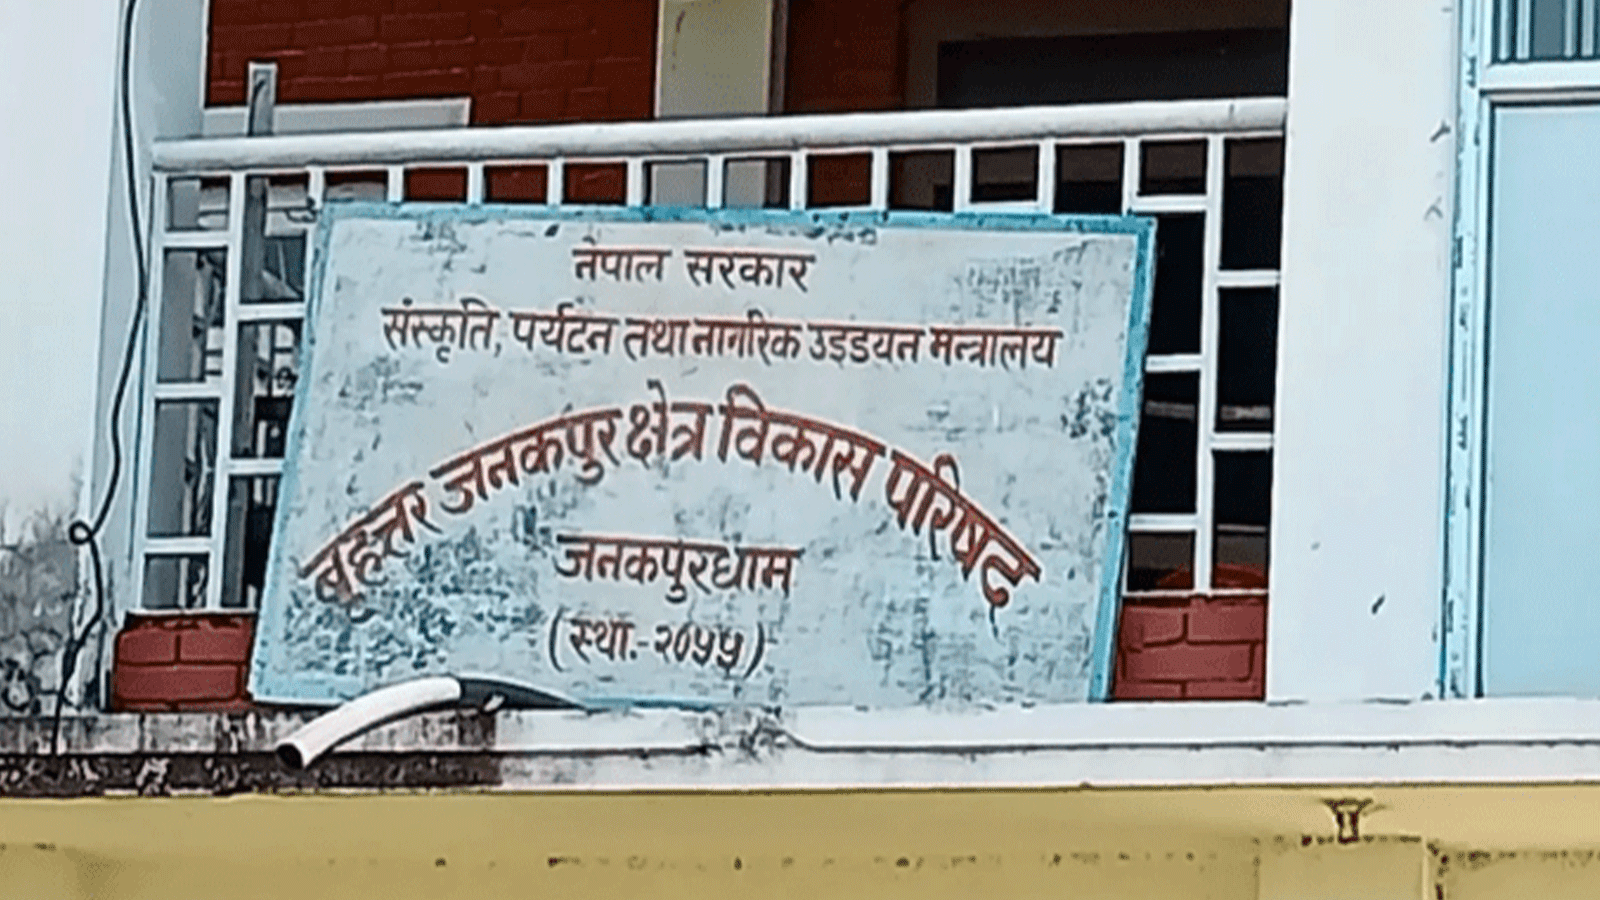 नेपाल सरकार
संस्कृति, पर्यटन तथा नागरिक उड्डयन मन्त्रालय
बृहत्तर जनकपुर क्षेत्र विकास परिषद
जनकपुरधाम
(स्था.-२०५५)